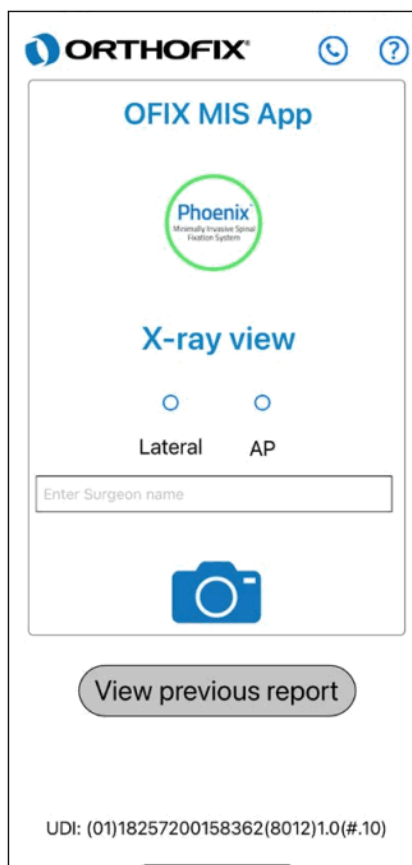 ORTHOFIX®
OFIX MIS App
Phoenix™
Minimally Invasive Spinal
Fixation System
X-ray view
Lateral AP
Enter Surgeon name
View previous report
UDI: (01)18257200158362(8012)1.0(#.10)